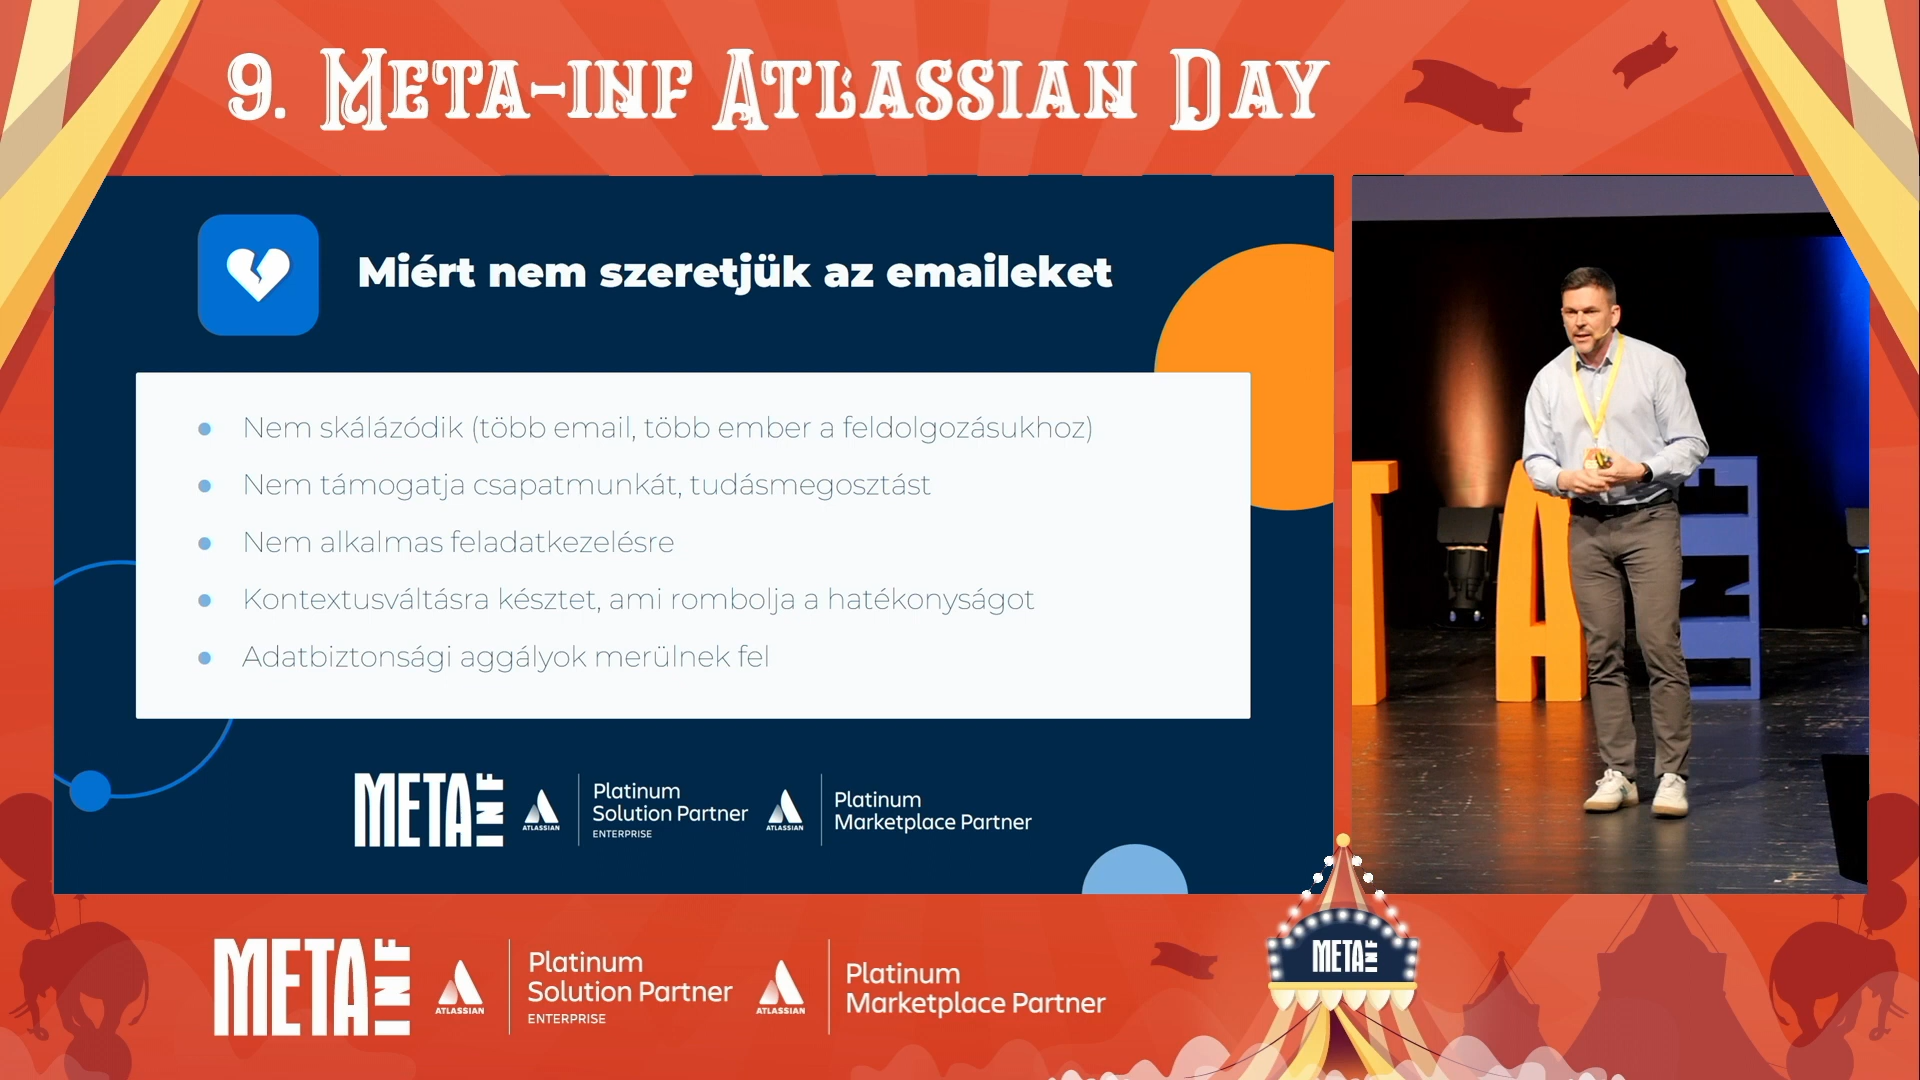 9. META-INF ATLASSIAN DAY
Miért nem szeretjük az emaileket
Nem skálázódik (több email, több ember a feldolgozásukhoz)
Nem támogatja csapatmunkát, tudásmegosztást
Nem alkalmas feladatkezelésre
Kontextusváltásra késztet, ami rombolja a hatékonyságot
Adatbiztonsági aggályok merülnek fel
META INF
ATLASSIAN
Platinum
Solution Partner
ENTERPRISE
ATLASSIAN
Platinum
Marketplace Partner
T A INF
META INF
ATLASSIAN
Platinum
Solution Partner
ENTERPRISE
ATLASSIAN
Platinum
Marketplace Partner
META INF